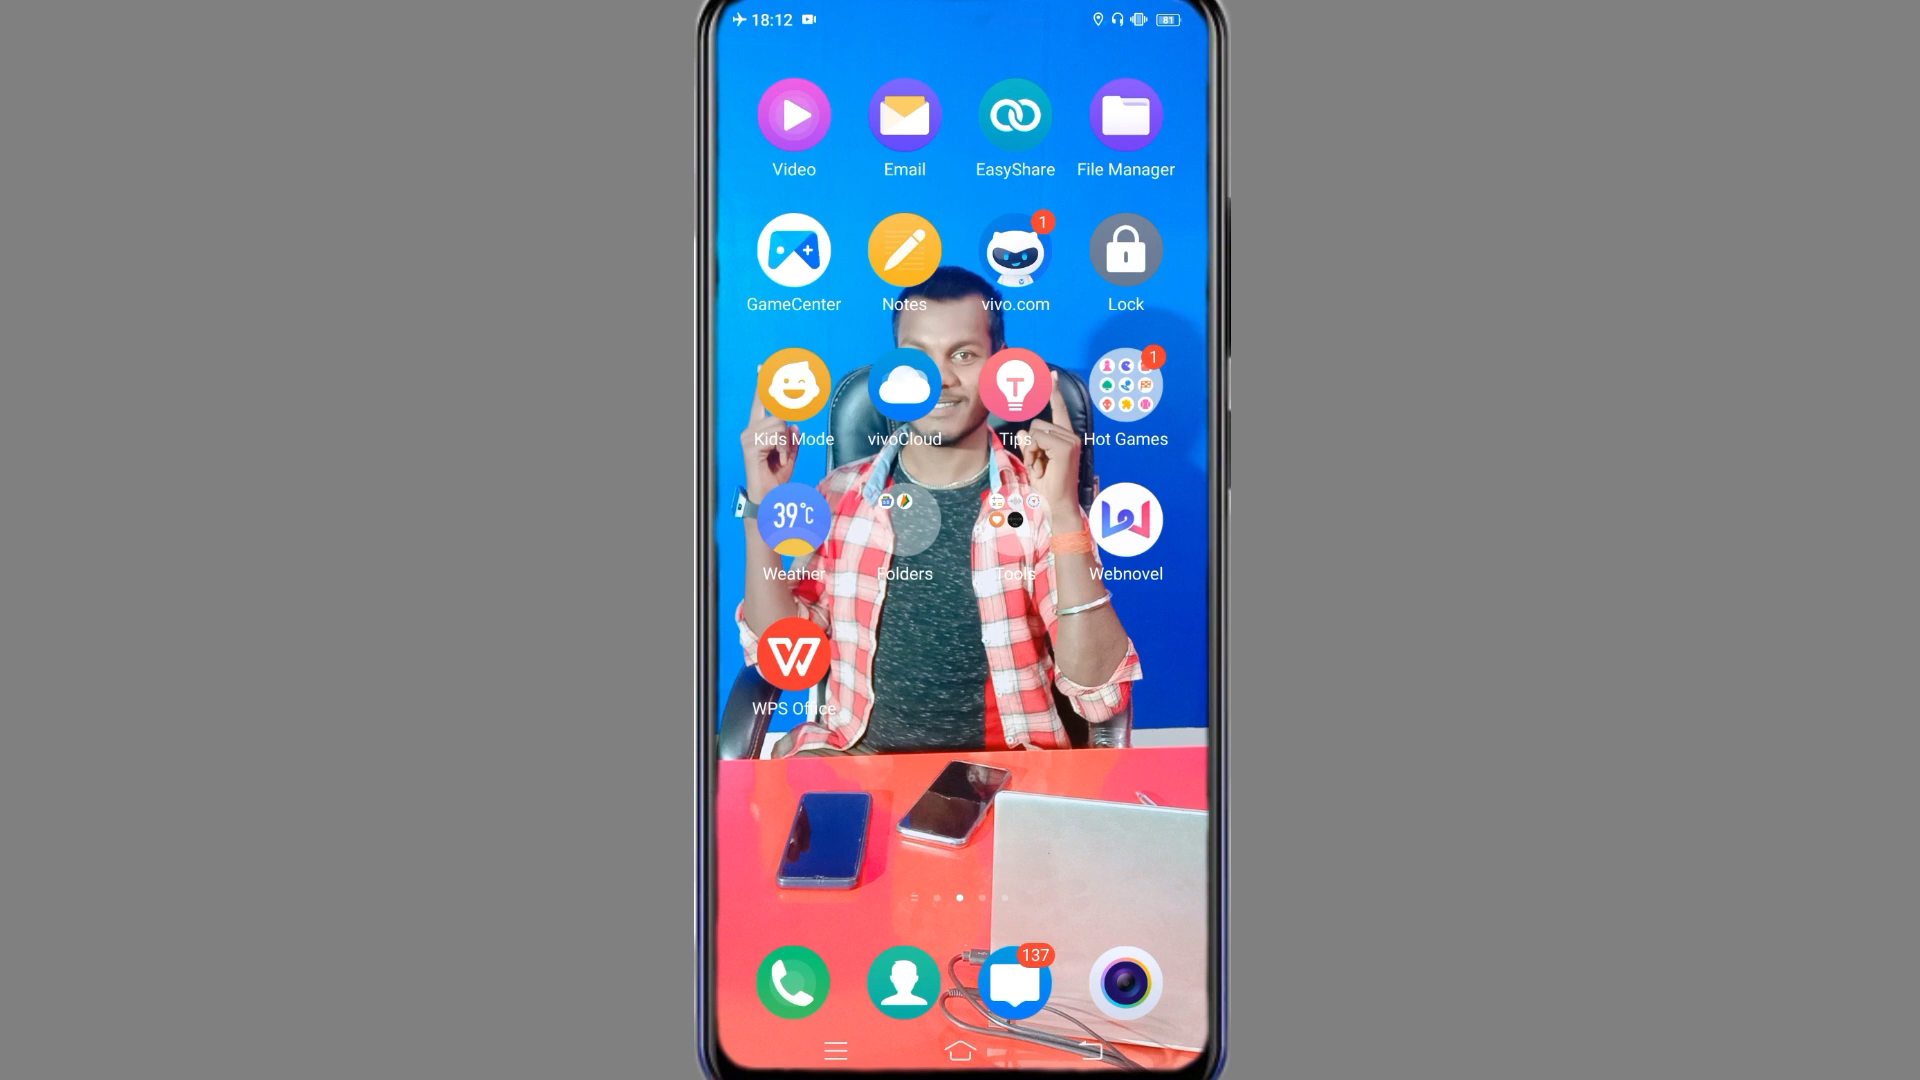 18:12
81
Video
Email
EasyShare
File Manager
GameCenter
Notes
1
vivo.com
Lock
Kids Mode
vivoCloud
T
Tips
1
Hot Games
39°C
Weather
Folders
Tools
Webnovel
WPS Office
137